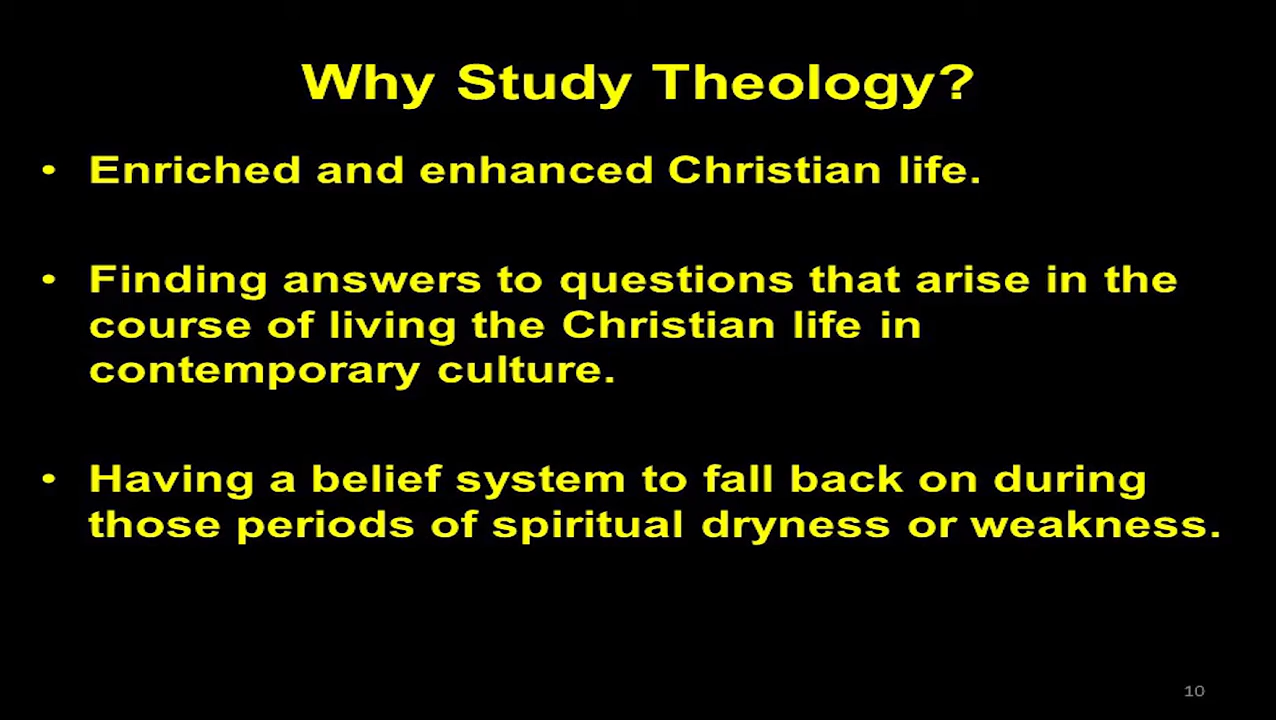 Why Study Theology?
• Enriched and enhanced Christian life.
• Finding answers to questions that arise in the
course of living the Christian life in
contemporary culture.
• Having a belief system to fall back on during
those periods of spiritual dryness or weakness.
10